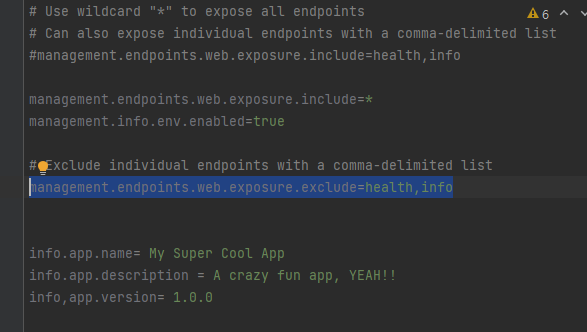 # Use wildcard "*" to expose all endpoints
6
# Can also expose individual endpoints with a comma-delimited list
#management.endpoints.web.exposure.include=health,info
management.endpoints.web.exposure.include=*
management.info.env.enabled=true
# Exclude individual endpoints with a comma-delimited list
management.endpoints.web.exposure.exclude=health,info
info.app.name= My Super Cool App
info.app.description = A crazy fun app, YEAH!!
info,app.version= 1.0.0